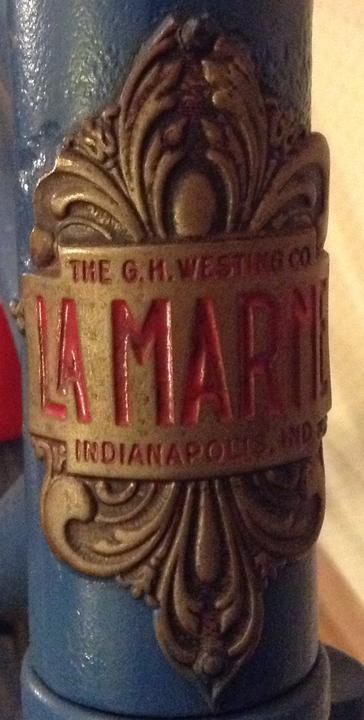 THE G.H. WESTING CO.
LA MARNE
INDIANAPOLIS, IND.